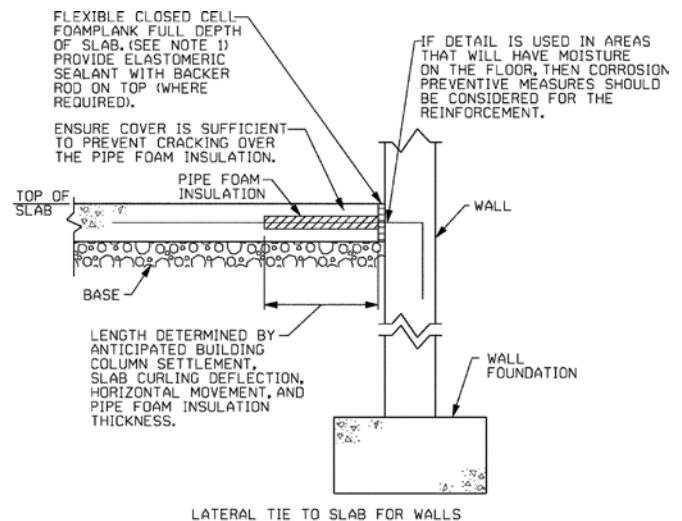 FLEXIBLE CLOSED CELL
FOAMPLANK FULL DEPTH
OF SLAB. (SEE NOTE 1)
PROVIDE ELASTOMERIC
SEALANT WITH BACKER
ROD ON TOP (WHERE
REQUIRED).
IF DETAIL IS USED IN AREAS
THAT WILL HAVE MOISTURE
ON THE FLOOR, THEN CORROSION
PREVENTIVE MEASURES SHOULD
BE CONSIDERED FOR THE
REINFORCEMENT.
ENSURE COVER IS SUFFICIENT
TO PREVENT CRACKING OVER
THE PIPE FOAM INSULATION.
PIPE FOAM
INSULATION
TOP OF
SLAB
WALL
BASE
LENGTH DETERMINED BY
ANTICIPATED BUILDING
COLUMN SETTLEMENT,
SLAB CURLING DEFLECTION,
HORIZONTAL MOVEMENT, AND
PIPE FOAM INSULATION
THICKNESS.
WALL
FOUNDATION
LATERAL TIE TO SLAB FOR WALLS